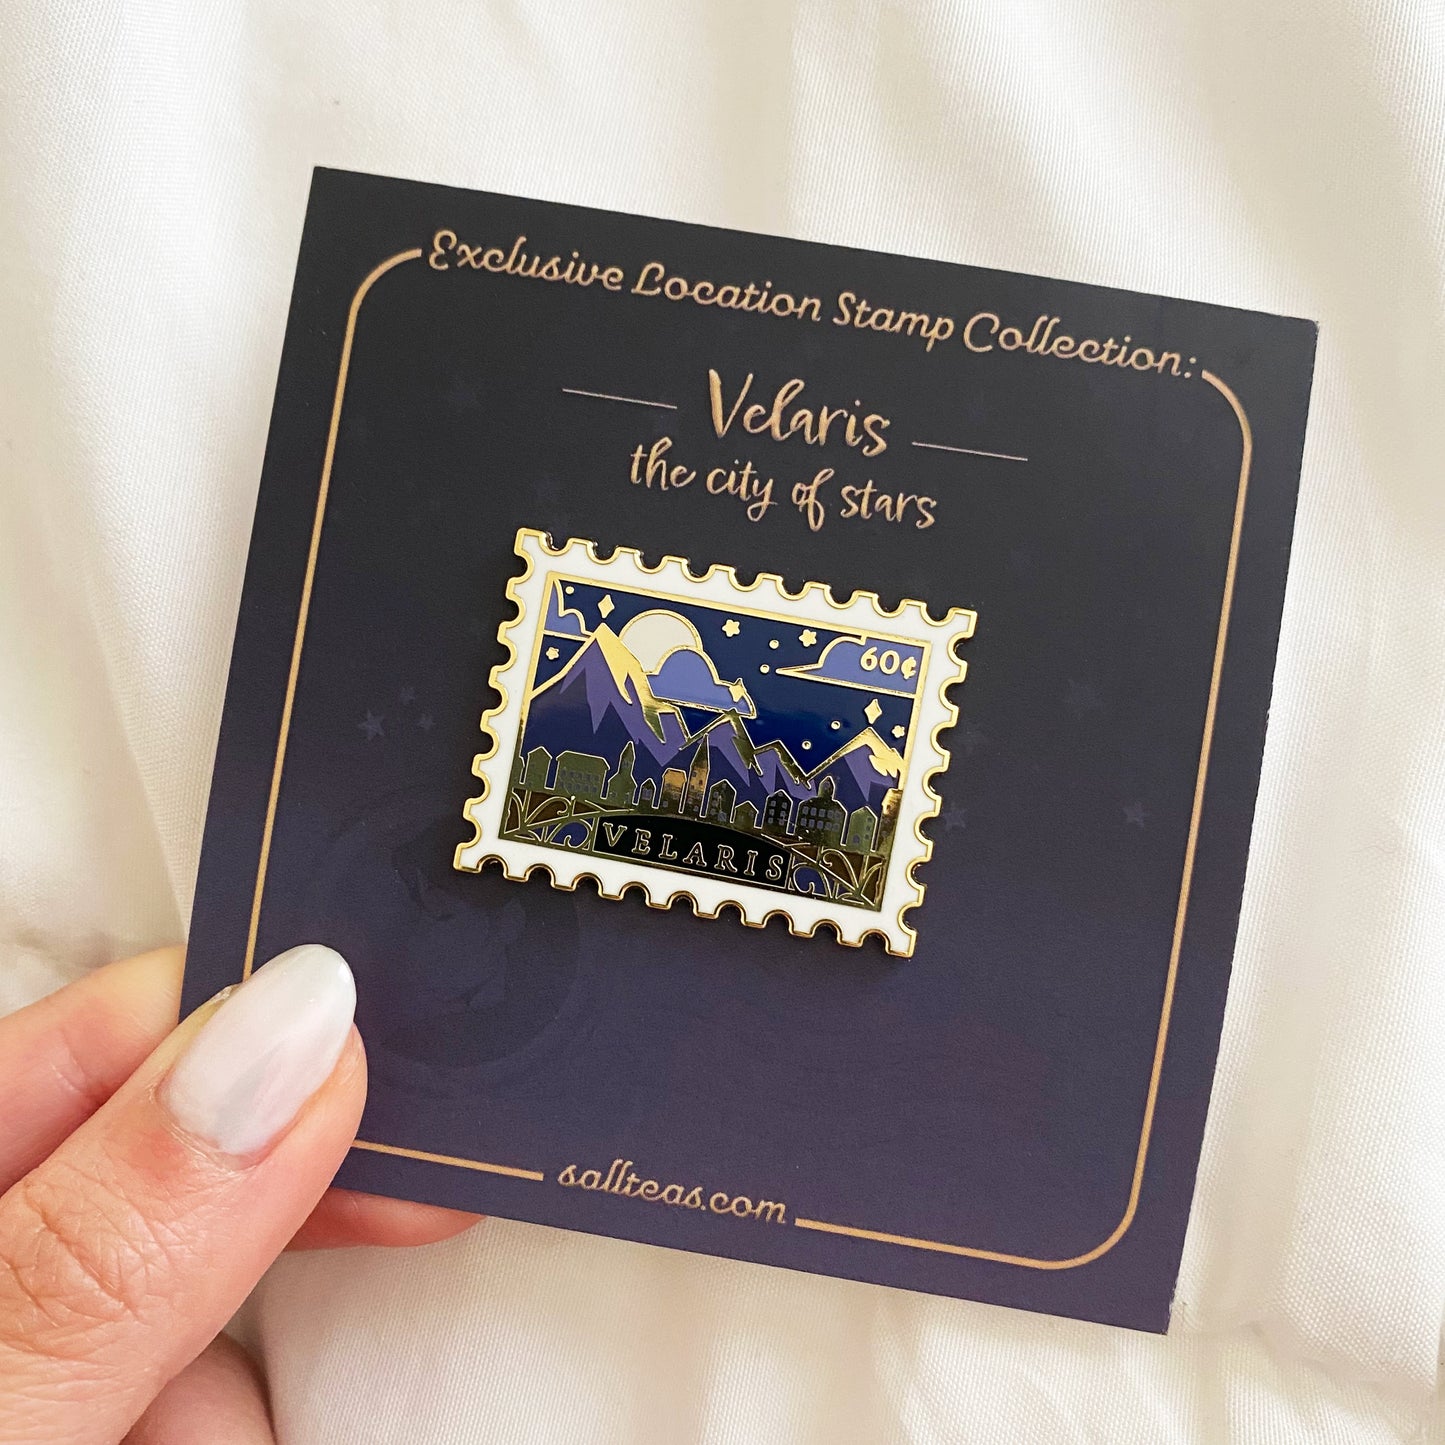 Exclusive Location Stamp Collection:
Velaris
the city of stars
60¢
VELARIS
sallteas.com